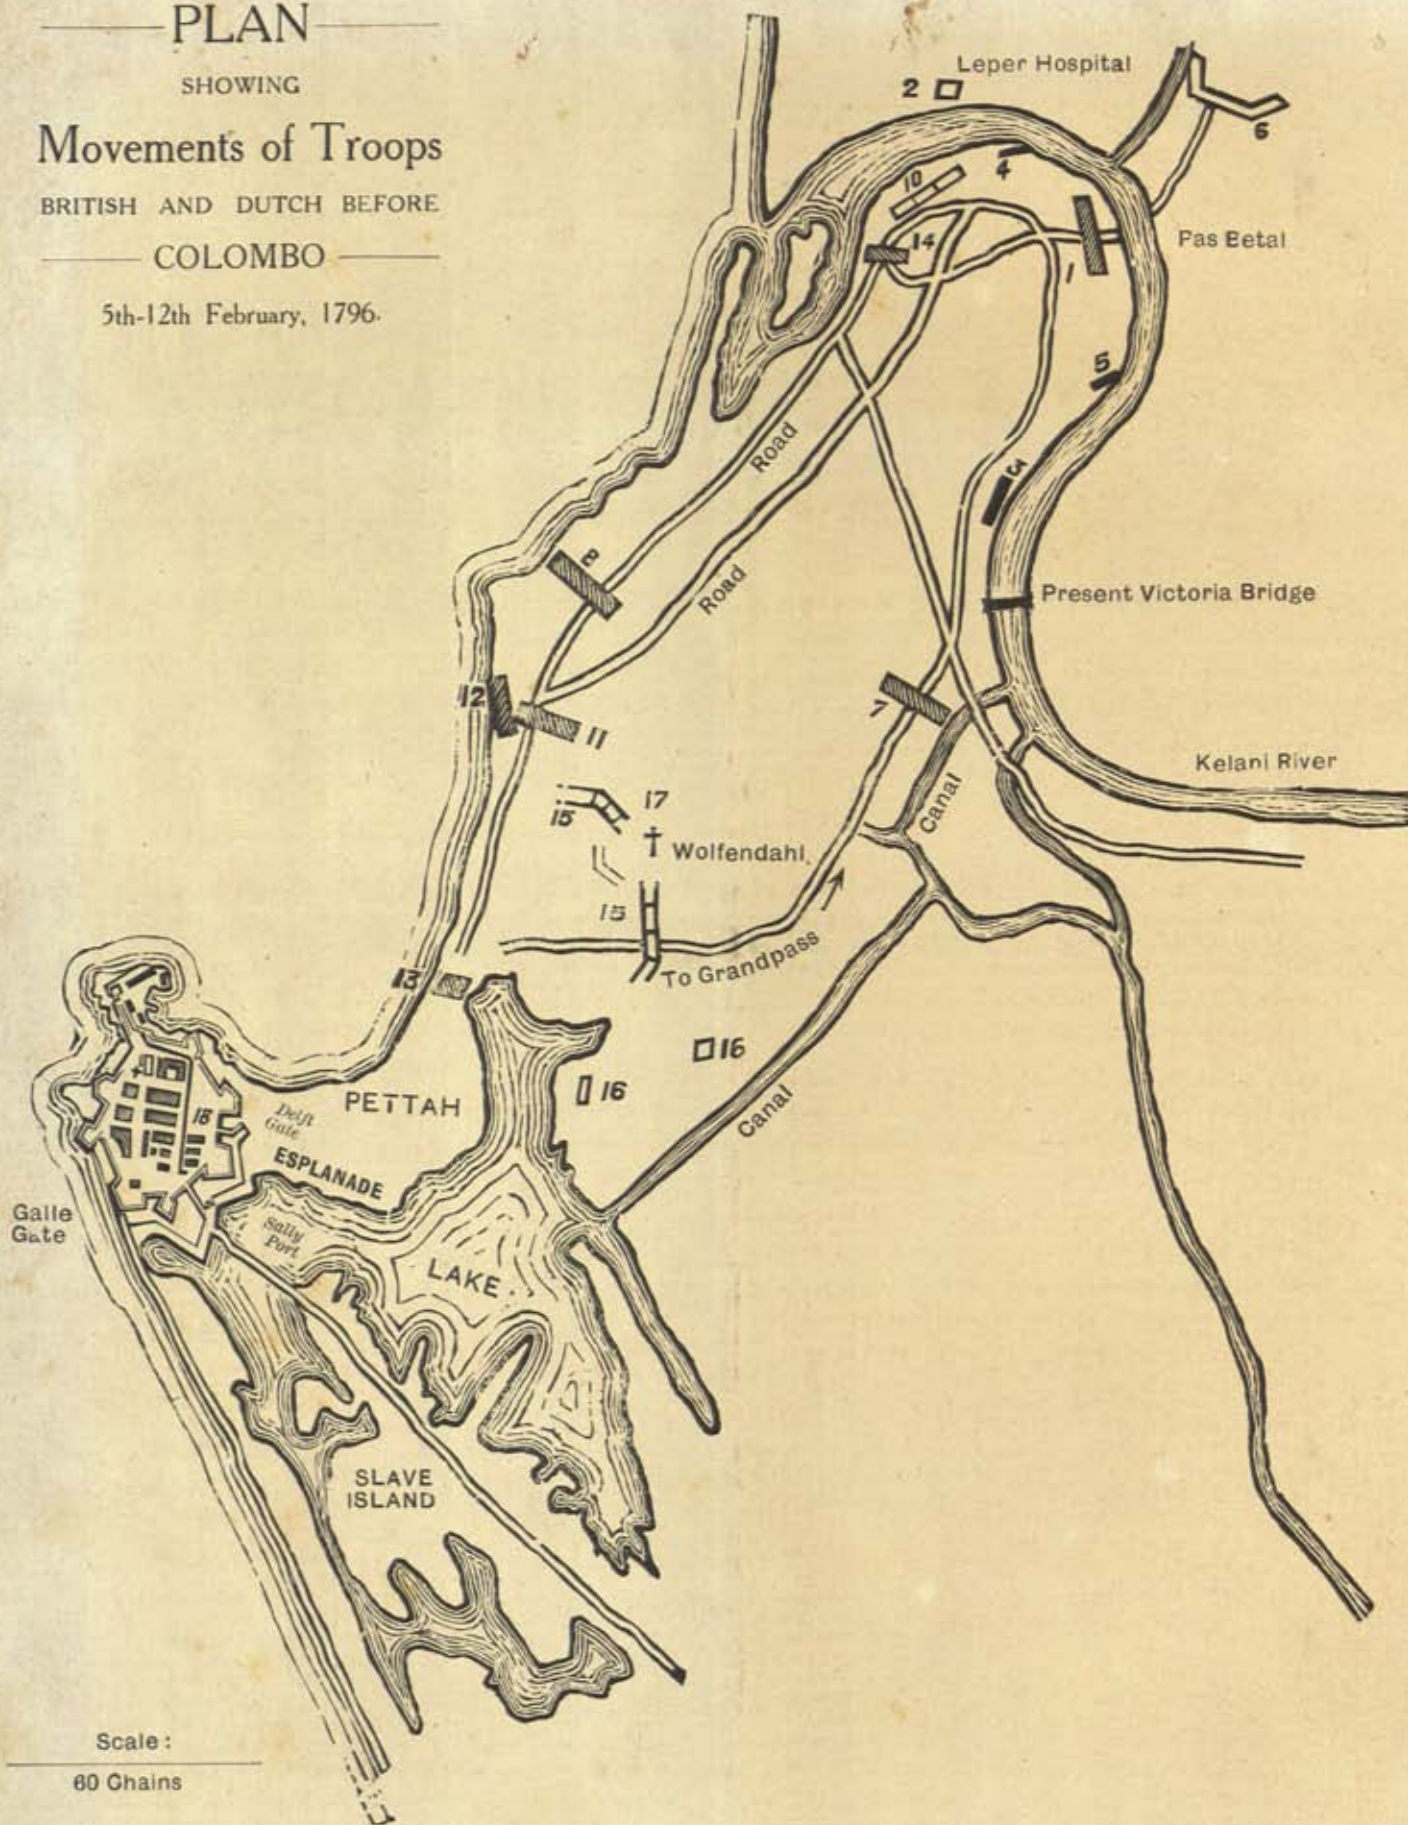 PLAN
SHOWING
Movements of Troops
BRITISH AND DUTCH BEFORE
COLOMBO
5th-12th February, 1796.
Leper Hospital
2
6
4
10
14
1
Pas Betal
5
Road
3
8
Road
Present Victoria Bridge
12
11
7
Kelani River
Canal
15
17
Wolfendahl.
15
To Grandpass
13
16
16
PETTAH
Canal
18
Delft
Gate
ESPLANADE
Galle
Gate
Sally
Port
LAKE
SLAVE
ISLAND
Scale :
60 Chains